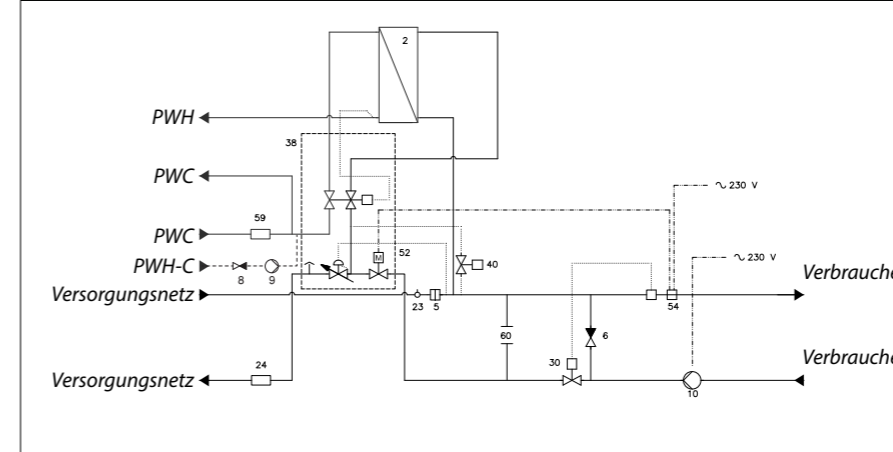 2
PWH
38
PWC
~ 230 V
59
PWC
52
40
~ 230 V
PWH-C
8
9
M
Verbrauche
Versorgungsnetz
23
5
54
60
6
30
Verbrauche
24
Versorgungsnetz
10